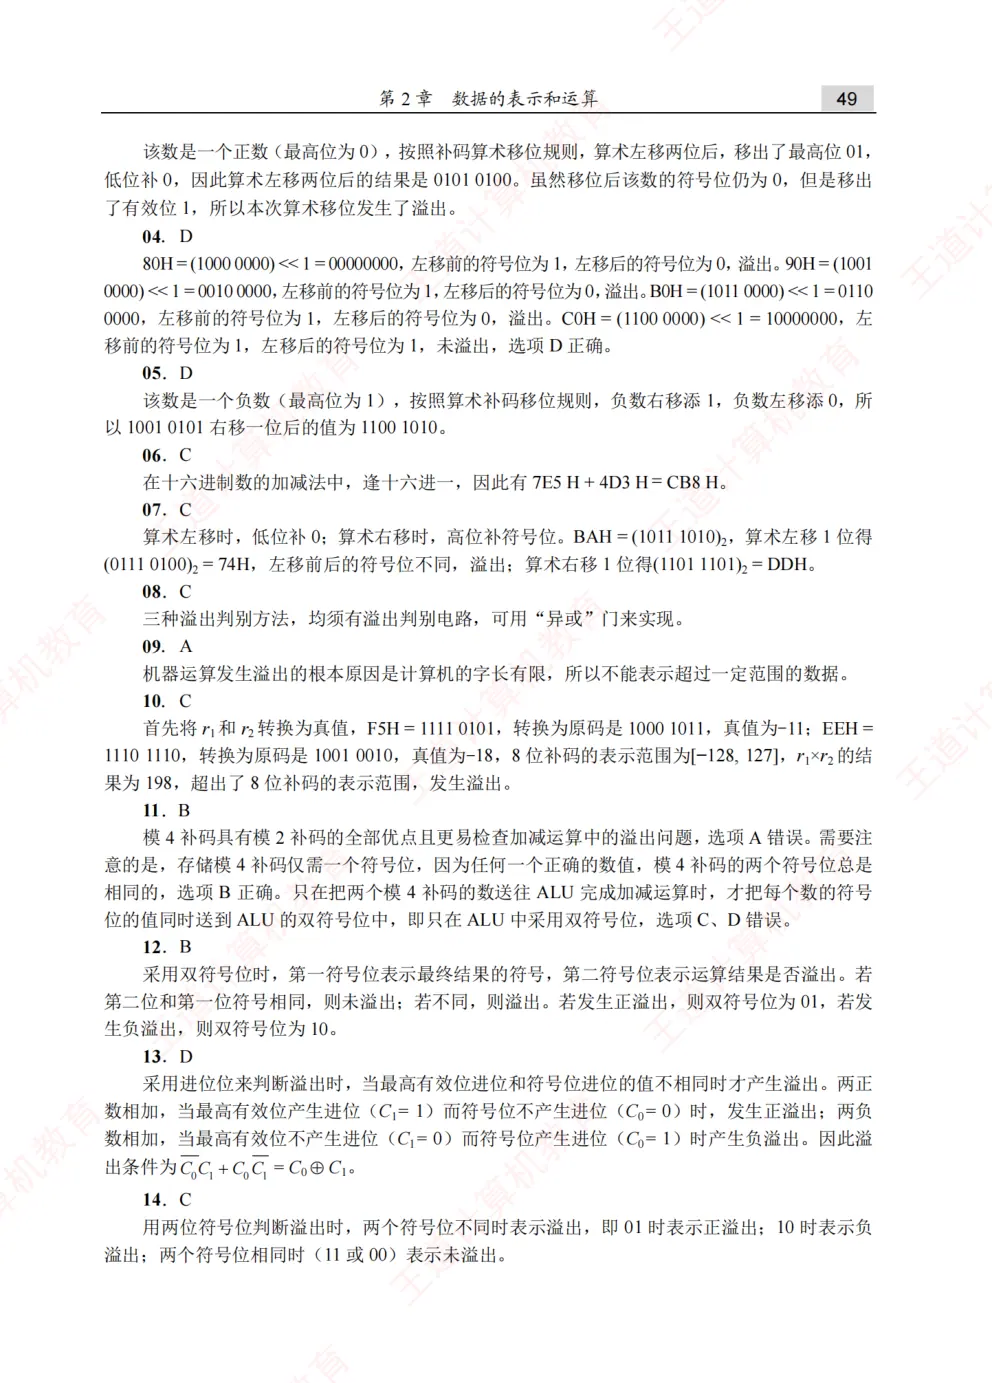 第 2 章 数据的表示和运算 49
该数是一个正数（最高位为 0），按照补码算术移位规则，算术左移两位后，移出了最高位 01，
低位补 0，因此算术左移两位后的结果是 0101 0100。虽然移位后该数的符号位仍为 0，但是移出
了有效位 1，所以本次算术移位发生了溢出。
04. D
80H = (1000 0000) << 1 = 00000000，左移前的符号位为 1，左移后的符号位为 0，溢出。90H = (1001
0000) << 1 = 0010 0000，左移前的符号位为 1，左移后的符号位为 0，溢出。B0H = (1011 0000) << 1 = 0110
0000，左移前的符号位为 1，左移后的符号位为 0，溢出。C0H = (1100 0000) << 1 = 10000000，左
移前的符号位为 1，左移后的符号位为 1，未溢出，选项 D 正确。
05. D
该数是一个负数（最高位为 1），按照算术补码移位规则，负数右移添 1，负数左移添 0，所
以 1001 0101 右移一位后的值为 1100 1010。
06. C
在十六进制数的加减法中，逢十六进一，因此有 7E5 H + 4D3 H = CB8 H。
07. C
算术左移时，低位补 0；算术右移时，高位补符号位。BAH = (1011 1010)₂，算术左移 1 位得
(0111 0100)₂ = 74H，左移前后的符号位不同，溢出；算术右移 1 位得(1101 1101)₂ = DDH。
08. C
三种溢出判别方法，均须有溢出判别电路，可用“异或”门来实现。
09. A
机器运算发生溢出的根本原因是计算机的字长有限，所以不能表示超过一定范围的数据。
10. C
首先将 r₁ 和 r₂ 转换为真值，F5H = 1111 0101，转换为原码是 1000 1011，真值为−11；EEH =
1110 1110，转换为原码是 1001 0010，真值为−18，8 位补码的表示范围为[−128, 127]，r₁×r₂ 的结
果为 198，超出了 8 位补码的表示范围，发生溢出。
11. B
模 4 补码具有模 2 补码的全部优点且更易检查加减运算中的溢出问题，选项 A 错误。需要注
意的是，存储模 4 补码仅需一个符号位，因为任何一个正确的数值，模 4 补码的两个符号位总是
相同的，选项 B 正确。只在把两个模 4 补码的数送往 ALU 完成加减运算时，才把每个数的符号
位的值同时送到 ALU 的双符号位中，即只在 ALU 中采用双符号位，选项 C、D 错误。
12. B
采用双符号位时，第一符号位表示最终结果的符号，第二符号位表示运算结果是否溢出。若
第二位和第一位符号相同，则未溢出；若不同，则溢出。若发生正溢出，则双符号位为 01，若发
生负溢出，则双符号位为 10。
13. D
采用进位位来判断溢出时，当最高有效位进位和符号位进位的值不相同时才产生溢出。两正
数相加，当最高有效位产生进位（C₁= 1）而符号位不产生进位（C₀= 0）时，发生正溢出；两负
数相加，当最高有效位不产生进位（C₁= 0）而符号位产生进位（C₀= 1）时产生负溢出。因此溢
出条件为 C̅₀C₁ + C₀C̅₁ = C₀⊕C₁。
14. C
用两位符号位判断溢出时，两个符号位不同时表示溢出，即 01 时表示正溢出；10 时表示负
溢出；两个符号位相同时（11 或 00）表示未溢出。